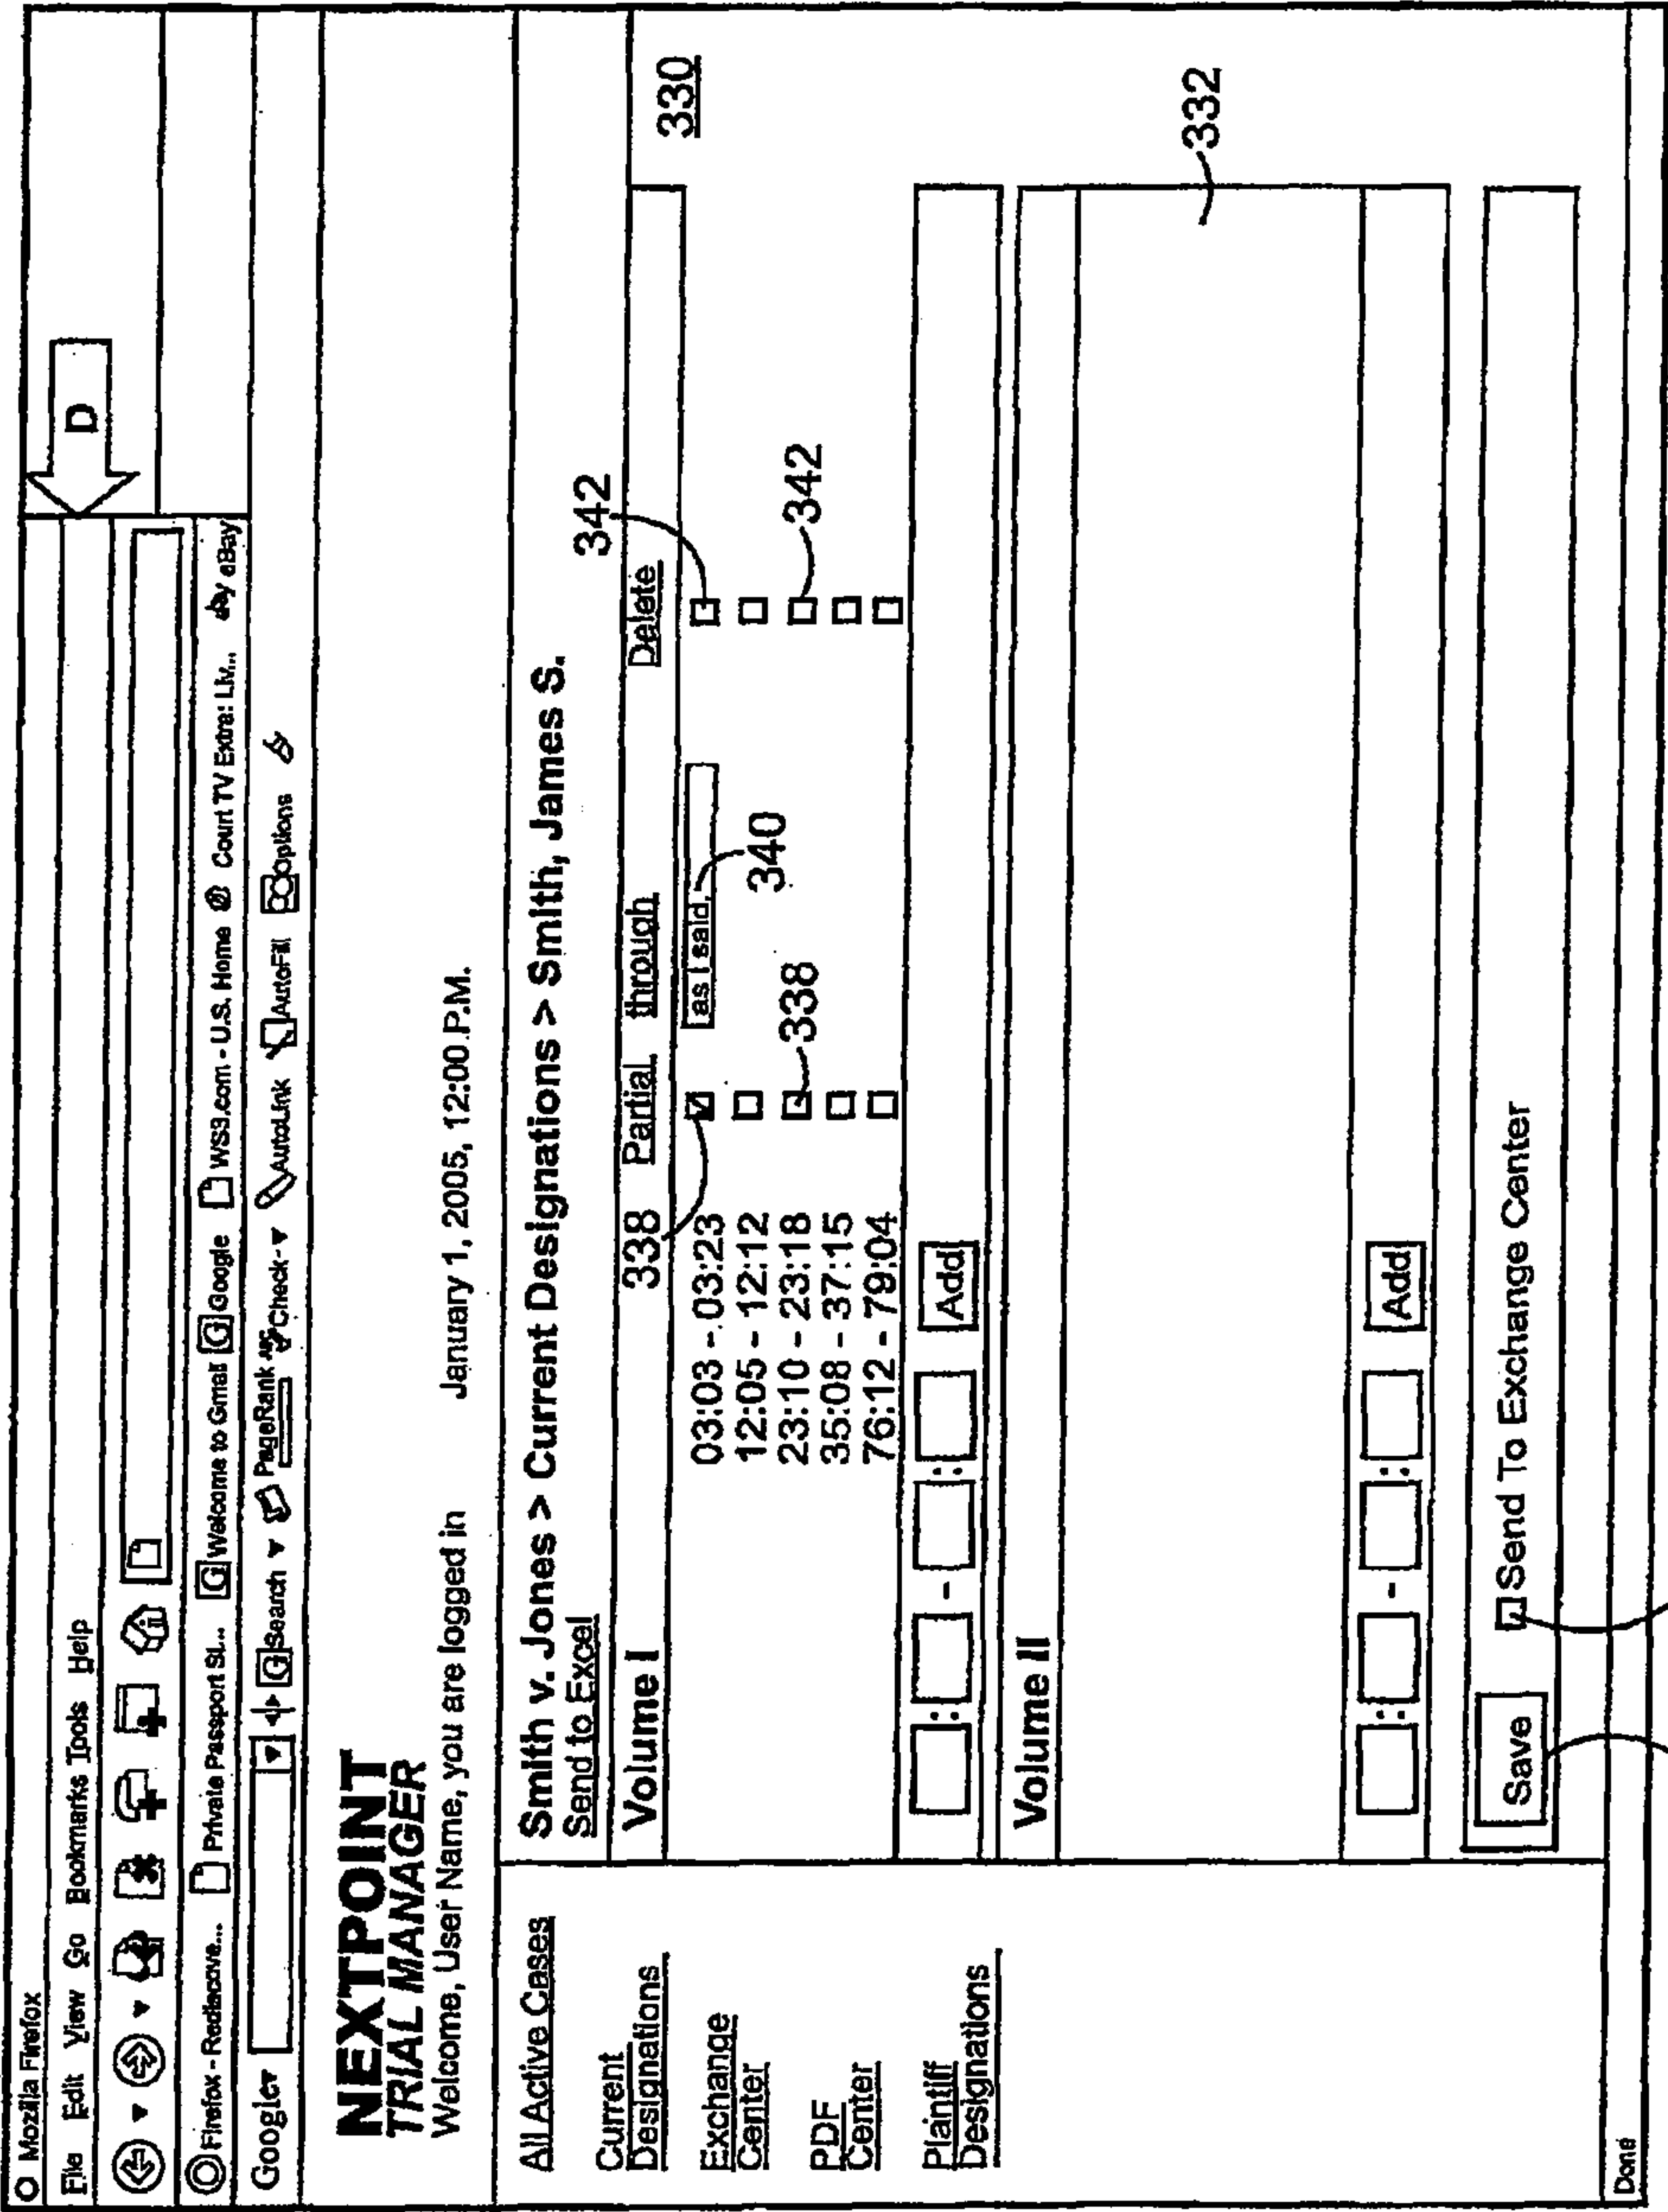 Mozilla Firefox
File Edit View Go Bookmarks Tools Help
D
Firefox - Rediscove... Private Passport St... G Welcome to Gmail G Google WS3.com - U.S. Home Court TV Extra: Liv... eBay
Google G Search PageRank Check AutoLink AutoFill Options
NEXTPOINT
TRIAL MANAGER
Welcome, User Name, you are logged in January 1, 2005, 12:00 P.M.
All Active Cases
Current
Designations
Exchange
Center
PDF
Center
Plaintiff
Designations
Smith v. Jones > Current Designations > Smith, James S.
Send to Excel
342
Volume I 338 Partial through Delete
330
03:03 - 03:23 as I said,
12:05 - 12:12 340
23:10 - 23:18 338 342
35:08 - 37:15
76:12 - 79:04
: - : Add
Volume II
332
: - : Add
Save Send To Exchange Center
Done